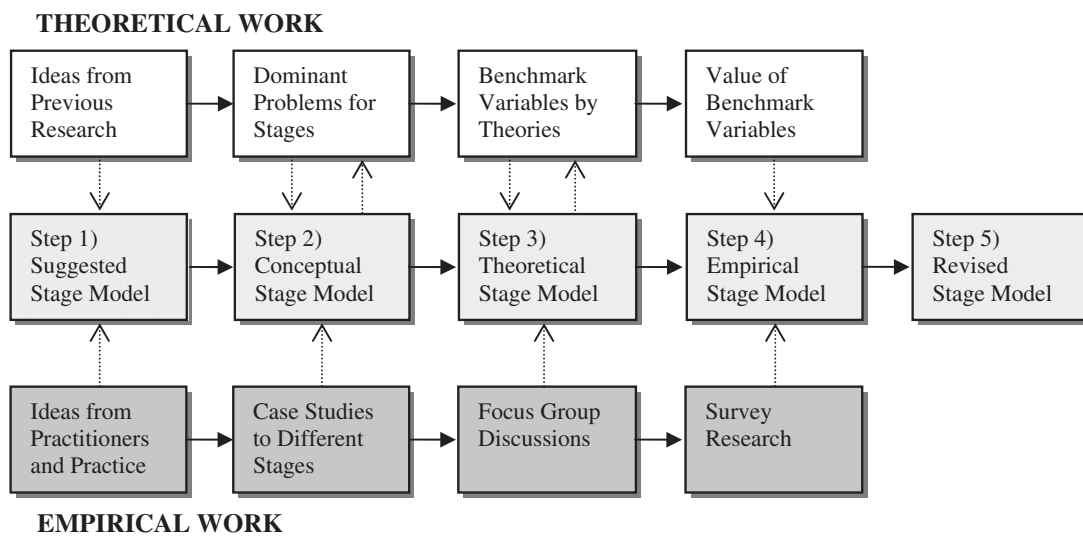 THEORETICAL WORK
Ideas from
Previous
Research
Dominant
Problems for
Stages
Benchmark
Variables by
Theories
Value of
Benchmark
Variables
Step 1)
Suggested
Stage Model
Step 2)
Conceptual
Stage Model
Step 3)
Theoretical
Stage Model
Step 4)
Empirical
Stage Model
Step 5)
Revised
Stage Model
Ideas from
Practitioners
and Practice
Case Studies
to Different
Stages
Focus Group
Discussions
Survey
Research
EMPIRICAL WORK